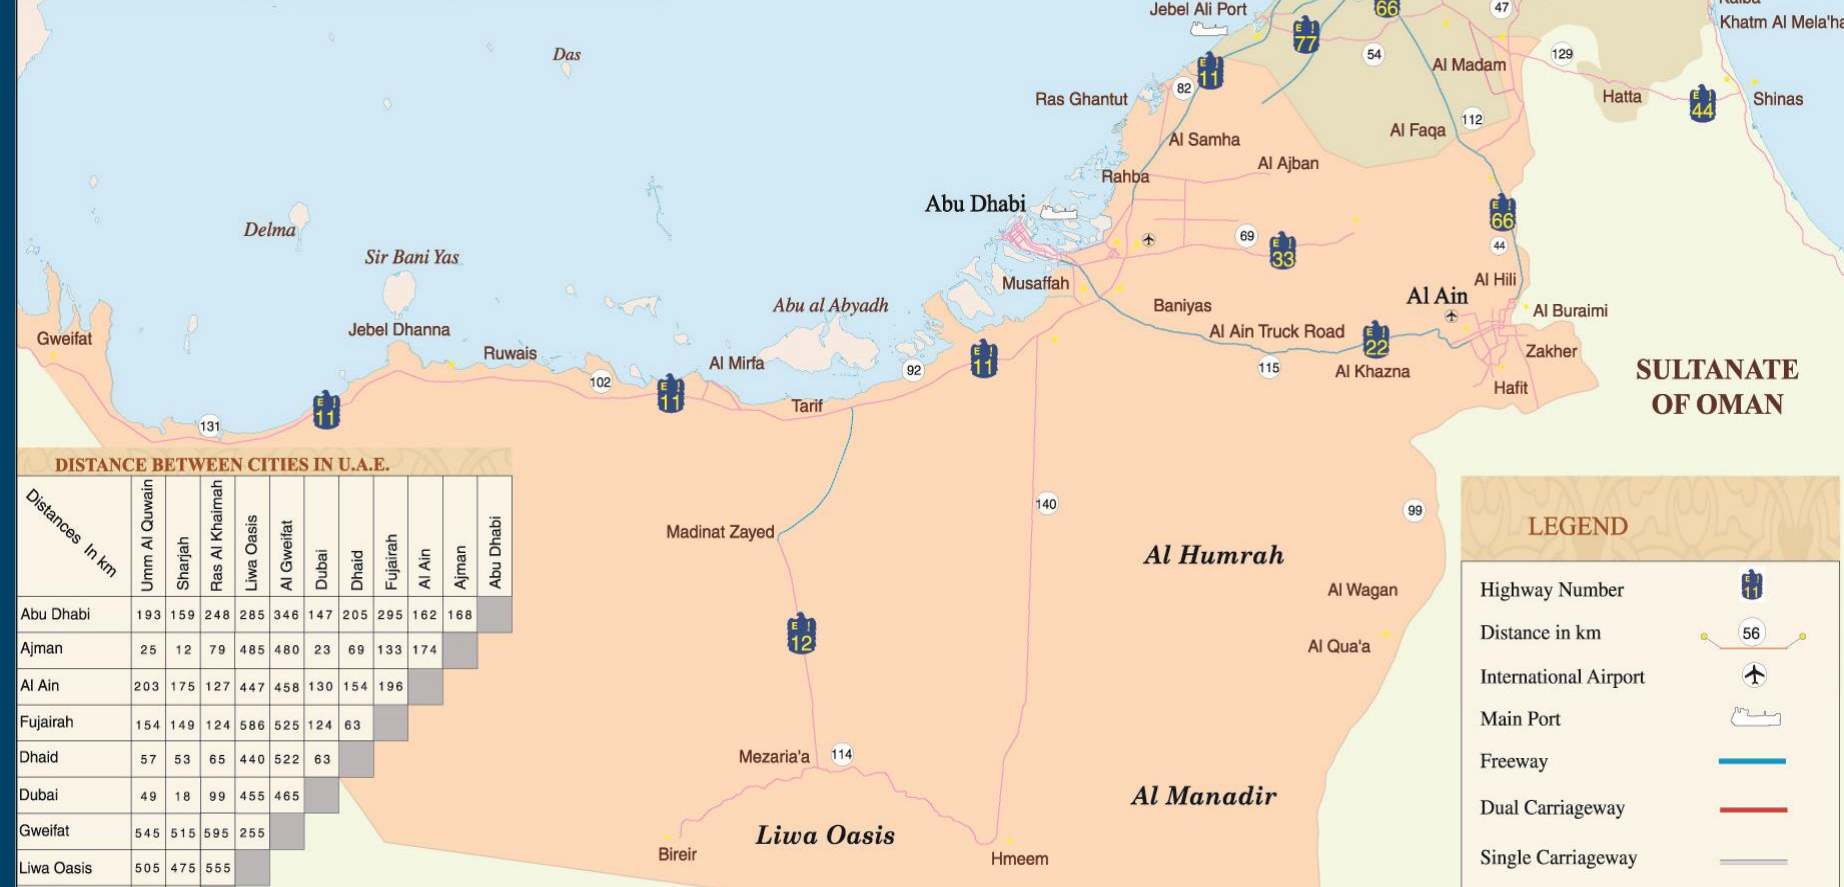 Jebel Ali Port
66
47
Khatm Al Mela'ha
E 77
54
Al Madam
129
E 11
82
Ras Ghantut
Hatta
E 44
Shinas
Das
Al Samha
Al Faqa
112
Al Ajban
Rahba
Abu Dhabi
E 66
Delma
69
E 33
44
Sir Bani Yas
Musaffah
Al Hili
Abu al Abyadh
Baniyas
Al Ain
Al Buraimi
Gweifat
Jebel Dhanna
Al Ain Truck Road
E 22
Ruwais
Al Mirfa
92
E 11
115
Al Khazna
Zakher
SULTANATE
OF OMAN
102
E 11
Hafit
E 11
Tarif
131
140
99
Madinat Zayed
Al Humrah
Al Wagan
E 12
Al Qua'a
Mezaria'a
114
Al Manadir
Liwa Oasis
Bireir
Hmeem
DISTANCE BETWEEN CITIES IN U.A.E.
Distances In km
Umm Al Quwain
Sharjah
Ras Al Khaimah
Liwa Oasis
Al Gweifat
Dubai
Dhaid
Fujairah
Al Ain
Ajman
Abu Dhabi
Abu Dhabi 193 159 248 285 346 147 205 295 162 168
Ajman 25 12 79 485 480 23 69 133 174
Al Ain 203 175 127 447 458 130 154 196
Fujairah 154 149 124 586 525 124 63
Dhaid 57 53 65 440 522 63
Dubai 49 18 99 455 465
Gweifat 545 515 595 255
Liwa Oasis 505 475 555
LEGEND
Highway Number E 11
Distance in km 56
International Airport
Main Port
Freeway
Dual Carriageway
Single Carriageway